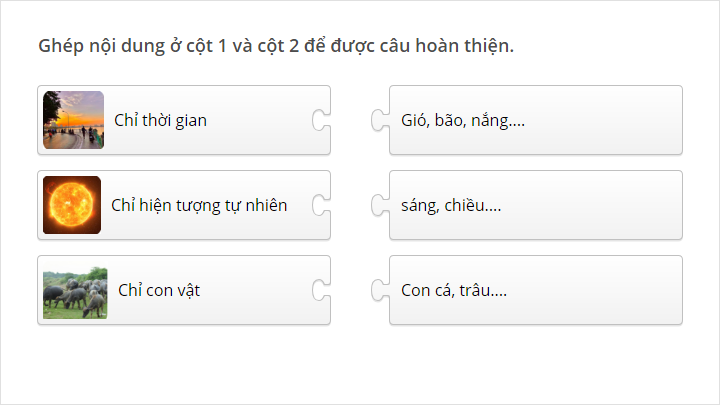 Ghép nội dung ở cột 1 và cột 2 để được câu hoàn thiện.
Chỉ thời gian
Gió, bão, nắng....
Chỉ hiện tượng tự nhiên
sáng, chiều....
Chỉ con vật
Con cá, trâu....